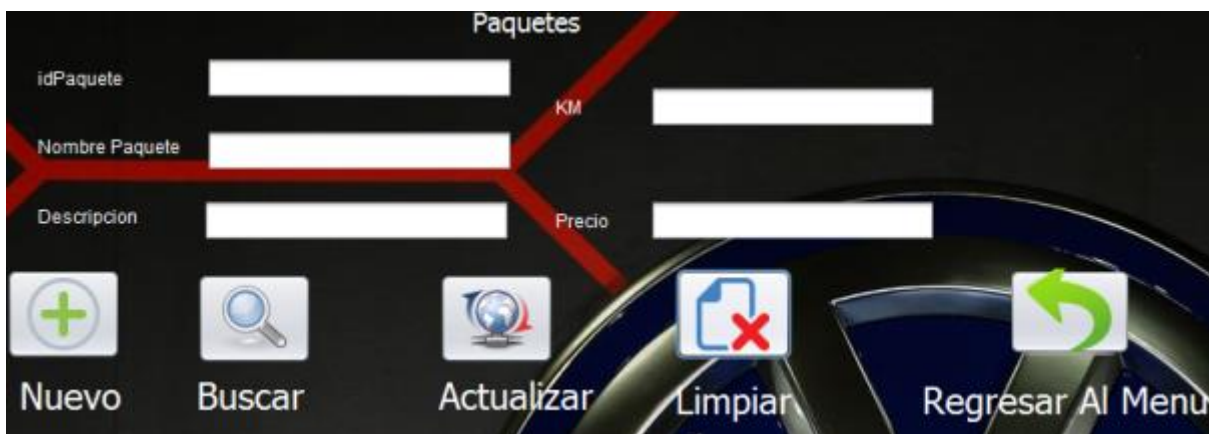 Paquetes
idPaquete
KM
Nombre Paquete
Descripcion
Precio
Nuevo
Buscar
Actualizar
Limpiar
Regresar Al Menu